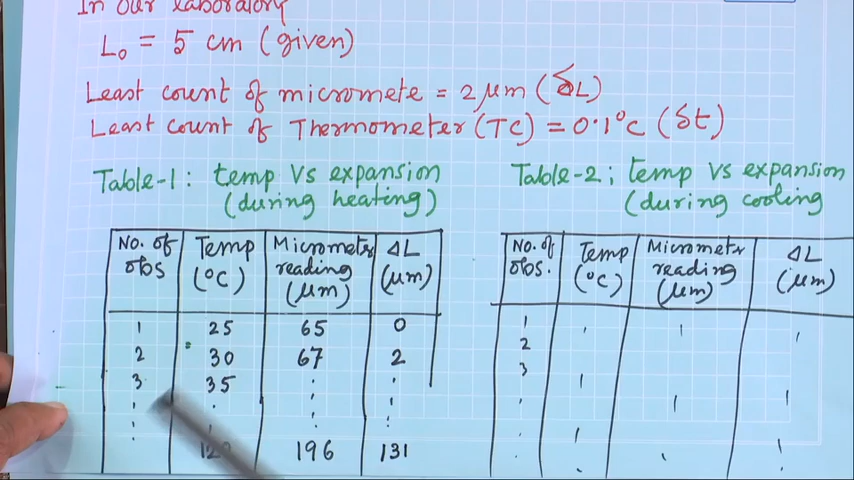 In our laboratory
L₀ = 5 cm (given)
Least count of micromete = 2 μm (δL)
Least count of Thermometer (TC) = 0.1°C (δt)
Table-1: temp Vs expansion
(during heating)
No. of obs | Temp (°C) | Micrometer reading (μm) | ΔL (μm)
1 | 25 | 65 | 0
2 | 30 | 67 | 2
3 | 35
196 | 131
Table-2; temp Vs expansion
(during cooling
No. of obs. | Temp (°C) | Micrometer reading (μm) | ΔL (μm)
1
2
3